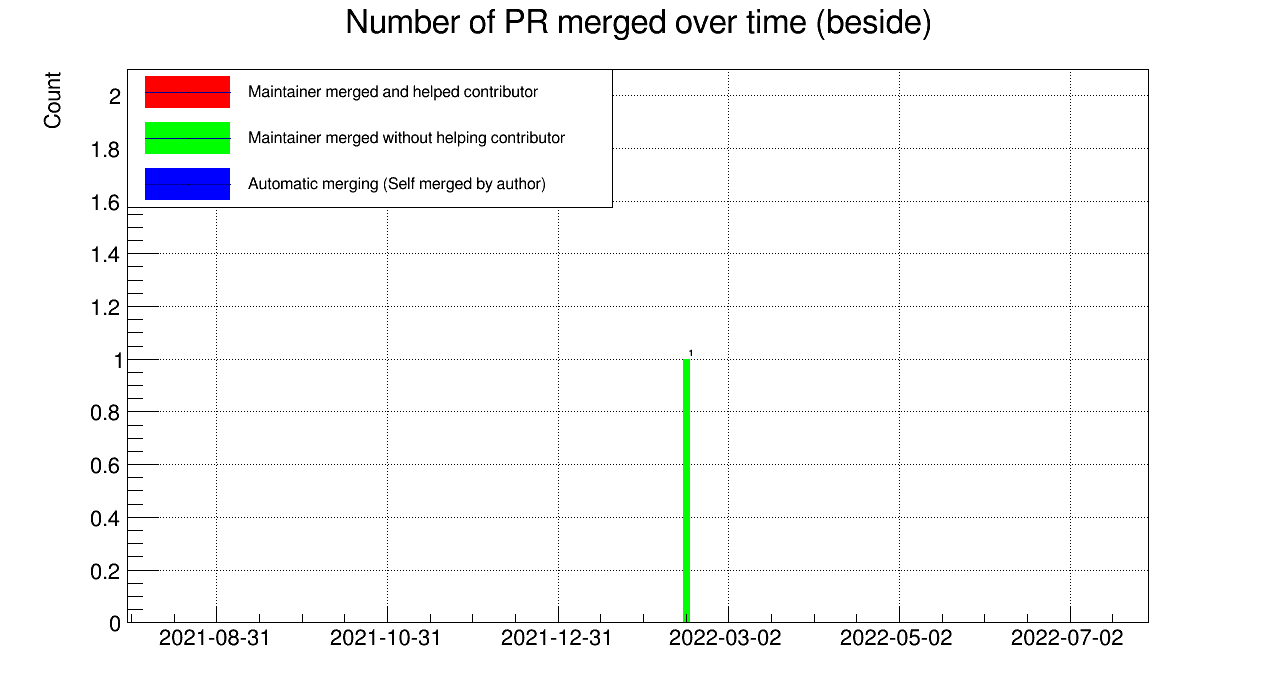 Number of PR merged over time (beside)
Count
Maintainer merged and helped contributor
Maintainer merged without helping contributor
Automatic merging (Self merged by author)
2
1.8
1.6
1.4
1.2
1
0.8
0.6
0.4
0.2
0
1
2021-08-31 2021-10-31 2021-12-31 2022-03-02 2022-05-02 2022-07-02